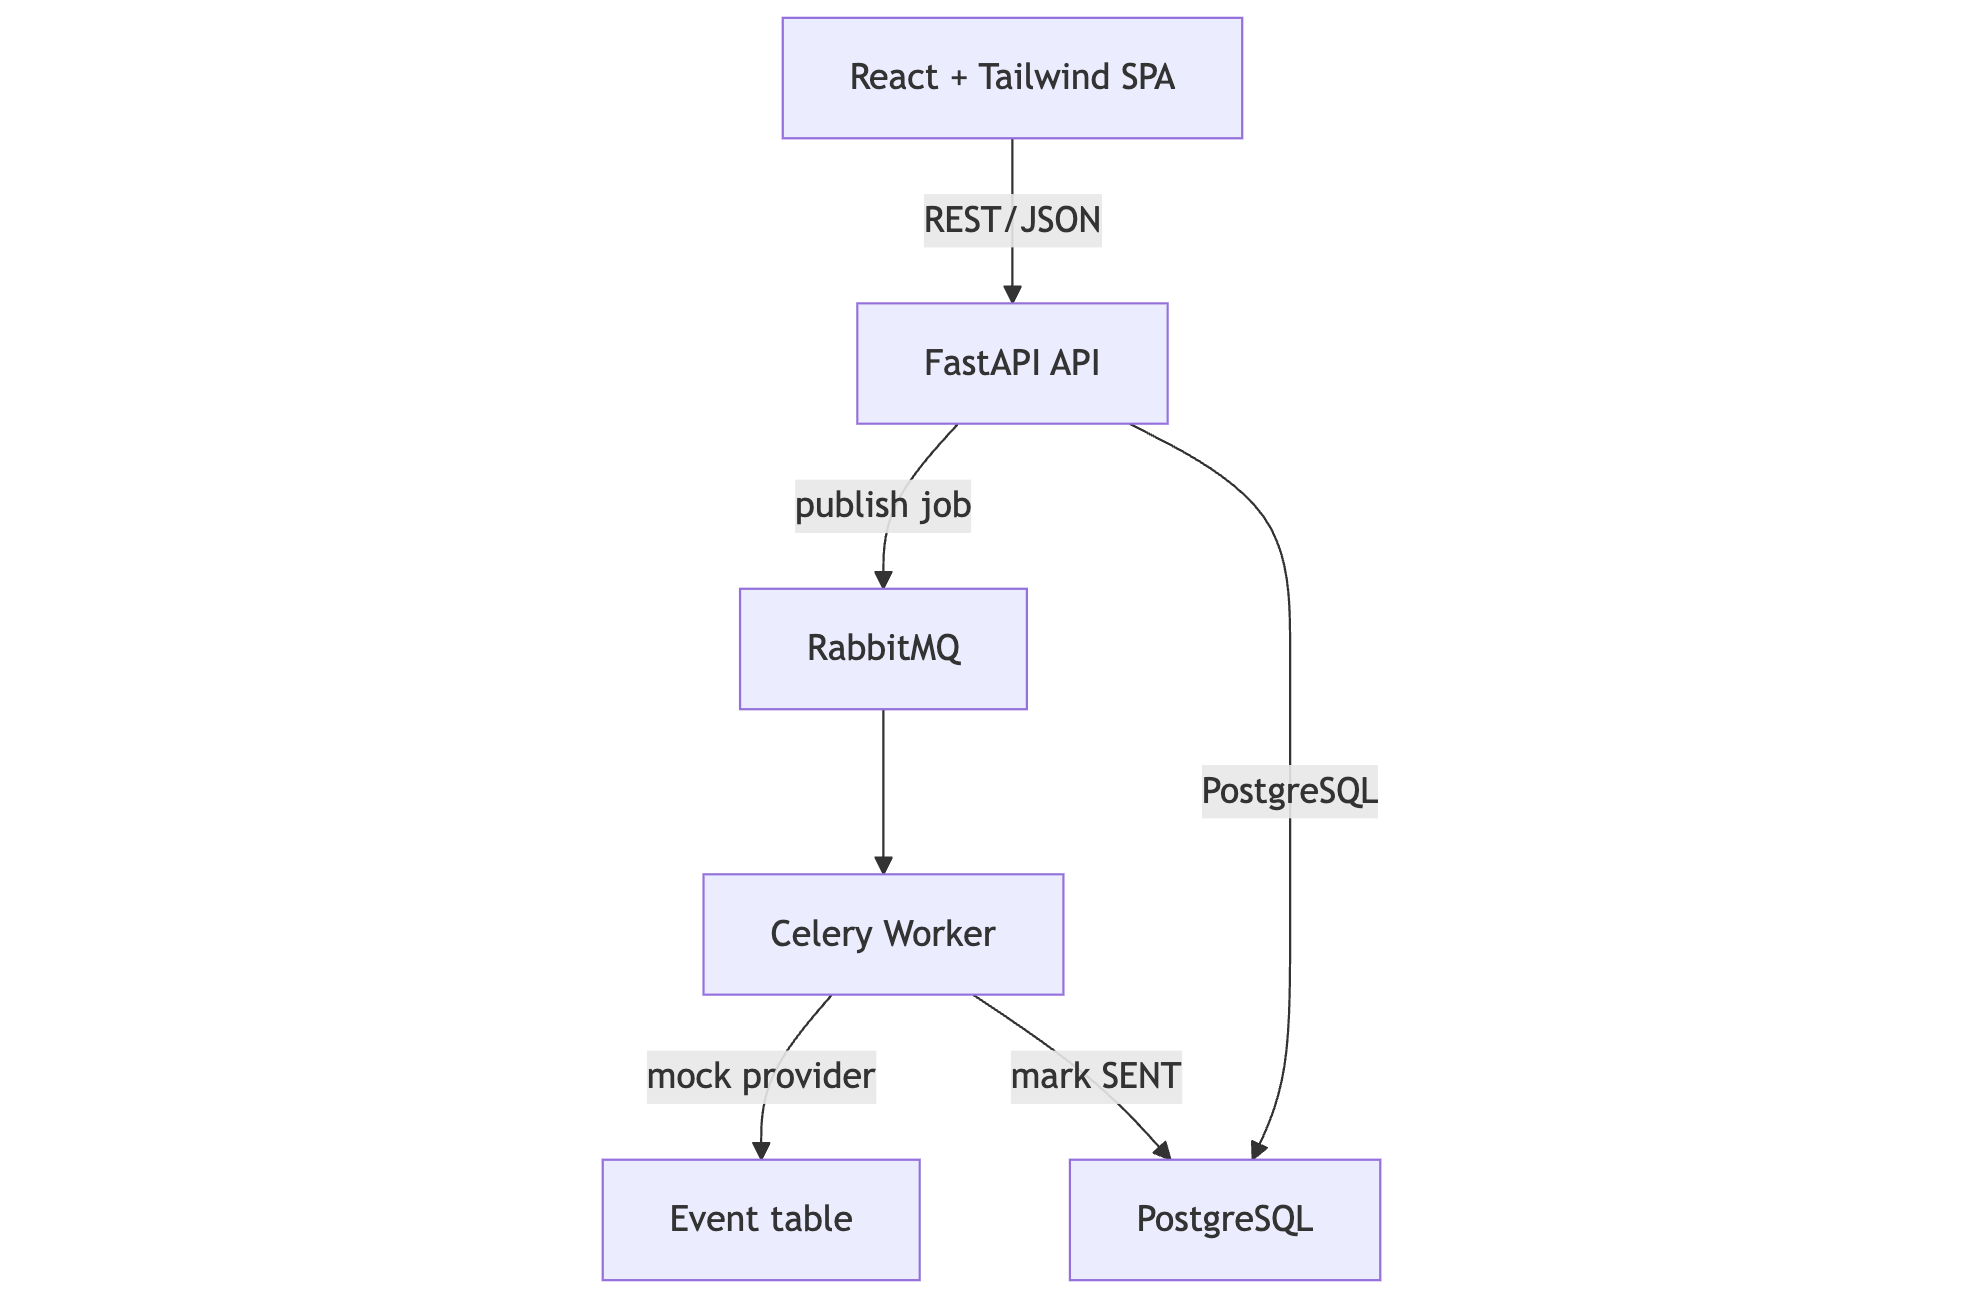 React + Tailwind SPA
REST/JSON
FastAPI API
publish job
RabbitMQ
PostgreSQL
Celery Worker
mock provider
mark SENT
Event table
PostgreSQL